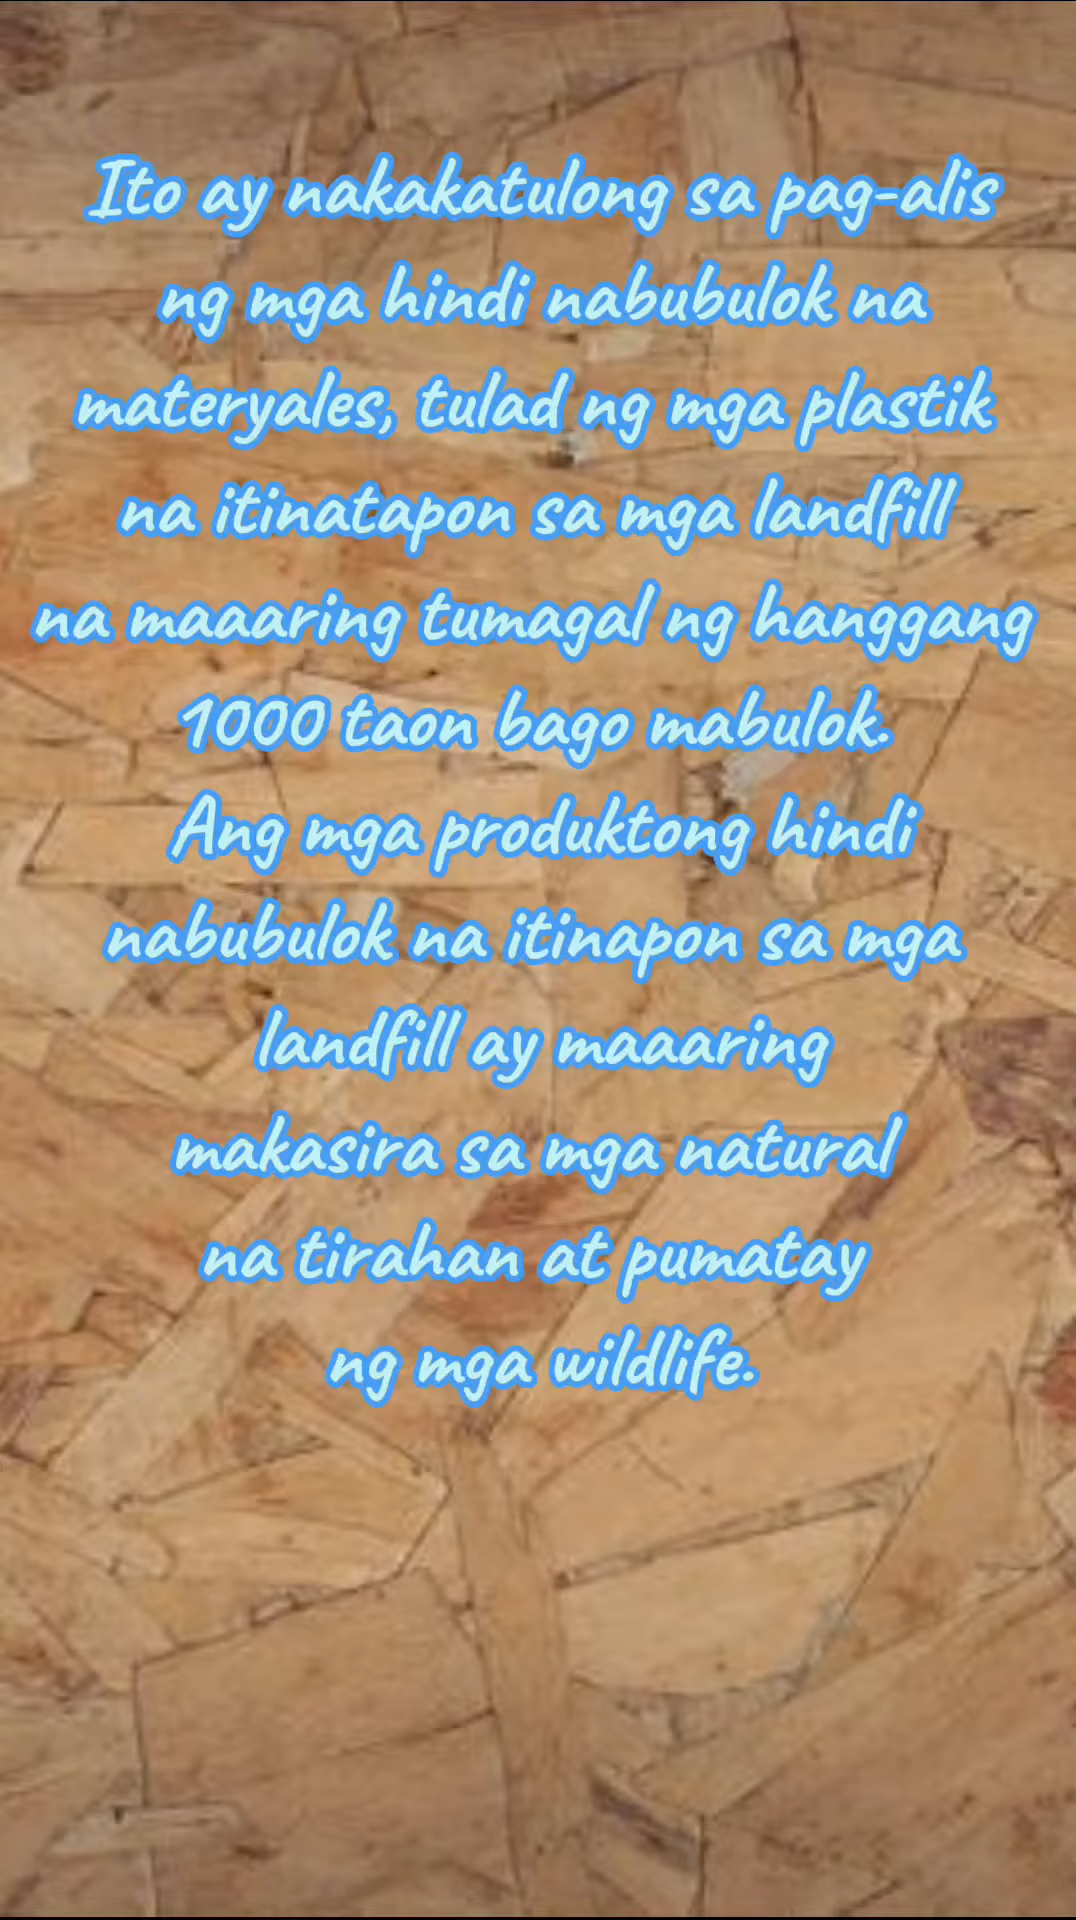 Ito ay nakakatulong sa pag-alis
ng mga hindi nabubulok na
materyales, tulad ng mga plastik
na itinatapon sa mga landfill
na maaaring tumagal ng hanggang
1000 taon bago mabulok.
Ang mga produktong hindi
nabubulok na itinapon sa mga
landfill ay maaaring
makasira sa mga natural
na tirahan at pumatay
ng mga wildlife.